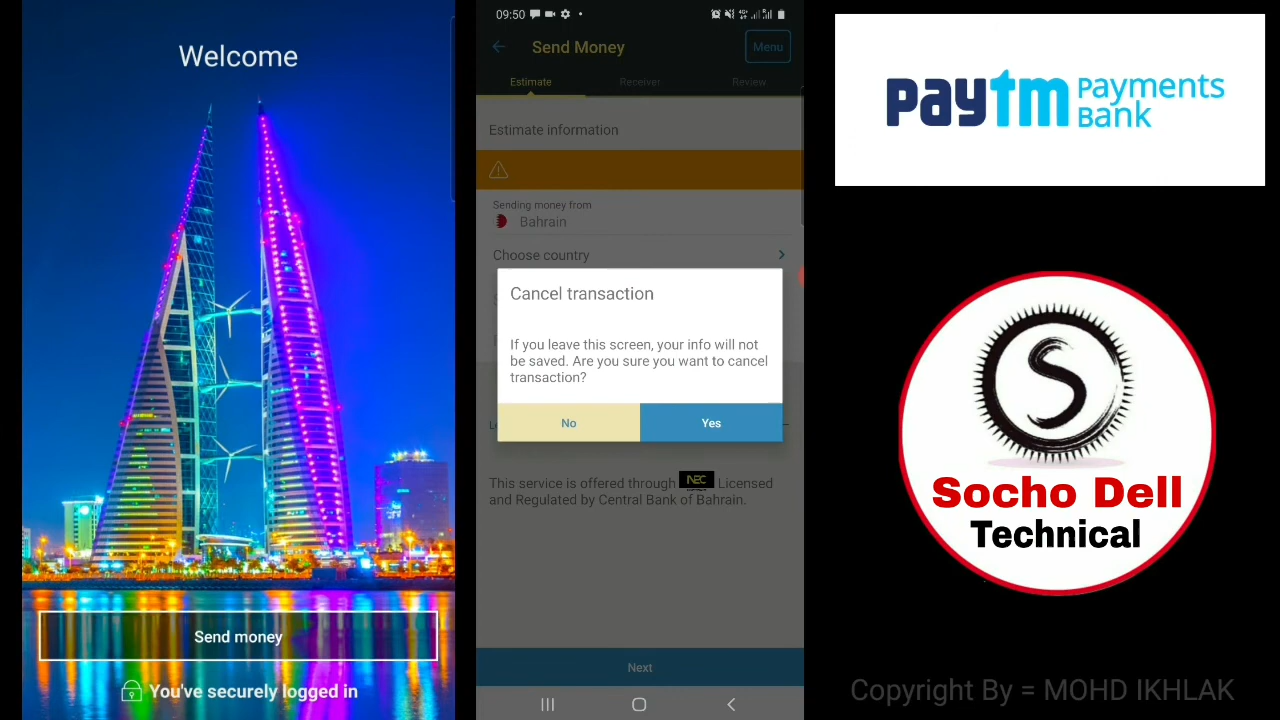 Welcome
Send money
You've securely logged in
09:50
Send Money
Menu
Estimate
Receiver
Review
Estimate information
Sending money from
Bahrain
Choose country
Cancel transaction
If you leave this screen, your info will not
be saved. Are you sure you want to cancel
transaction?
No
Yes
This service is offered through NEC Licensed
and Regulated by Central Bank of Bahrain.
Next
paytm Payments
Bank
S
Socho Dell
Technical
Copyright By = MOHD IKHLAK